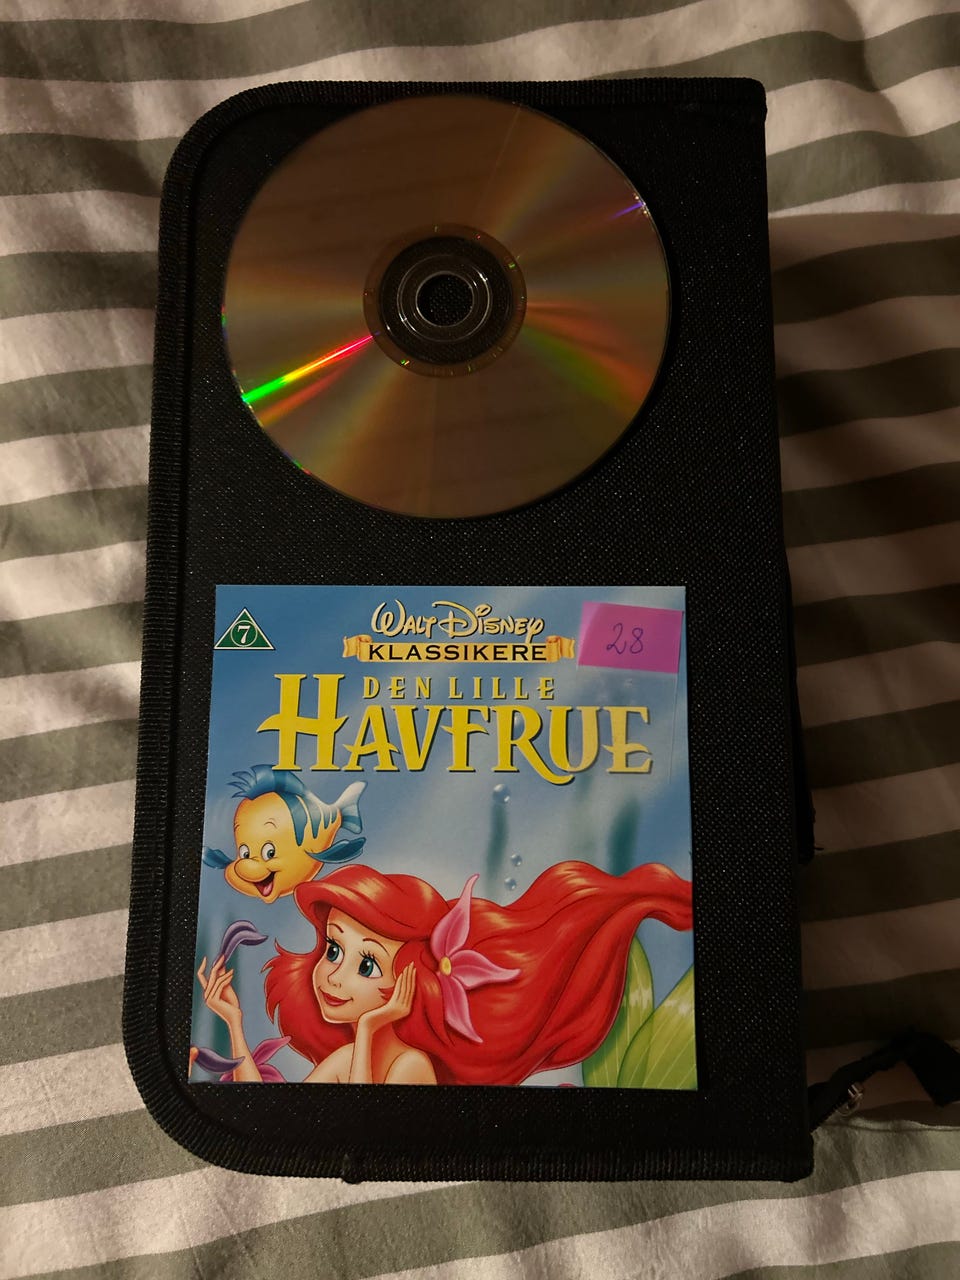 7
WALT DISNEY
KLASSIKERE
28
DEN LILLE
HAVFRUE